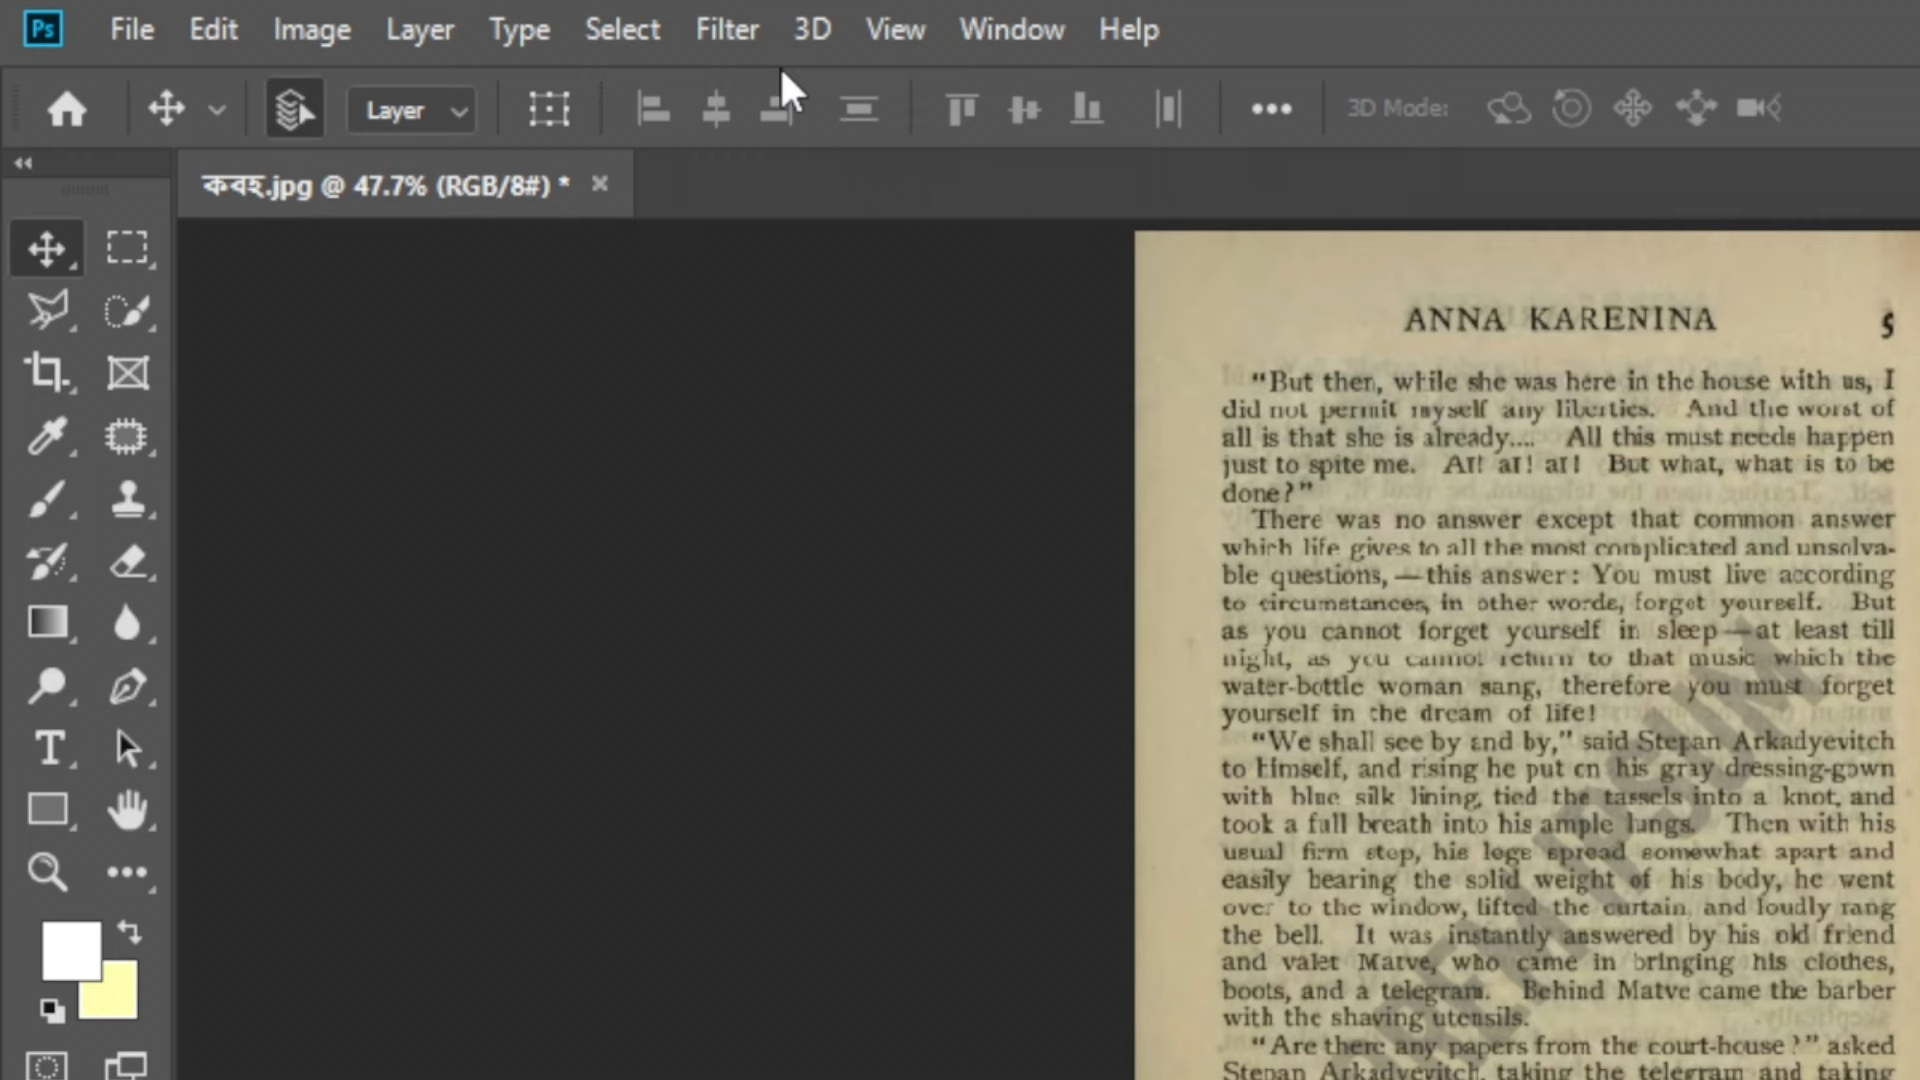 Ps File Edit Image Layer Type Select Filter 3D View Window Help
Layer 3D Mode:
কবহ.jpg @ 47.7% (RGB/8#) *
ANNA KARENINA 5
“But then, while she was here in the house with us, I
did not permit myself any liberties. And the worst of
all is that she is already.... All this must needs happen
just to spite me. Aï! aï! aï! But what, what is to be
done?”
There was no answer except that common answer
which life gives to all the most complicated and unsolva-
ble questions, — this answer: You must live according
to circumstances, in other words, forget yourself. But
as you cannot forget yourself in sleep — at least till
night, as you cannot return to that music which the
water-bottle woman sang, therefore you must forget
yourself in the dream of life!
“We shall see by and by,” said Stepan Arkadyevitch
to himself, and rising he put on his gray dressing-gown
with blue silk lining, tied the tassels into a knot, and
took a full breath into his ample lungs. Then with his
usual firm step, his legs spread somewhat apart and
easily bearing the solid weight of his body, he went
over to the window, lifted the curtain, and loudly rang
the bell. It was instantly answered by his old friend
and valet Matve, who came in bringing his clothes,
boots, and a telegram. Behind Matve came the barber
with the shaving utensils.
“Are there any papers from the court-house?” asked
Stepan Arkadyevitch, taking the telegram and taking